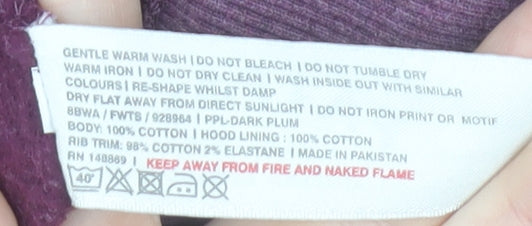 GENTLE WARM WASH | DO NOT BLEACH | DO NOT TUMBLE DRY
WARM IRON | DO NOT DRY CLEAN | WASH INSIDE OUT WITH SIMILAR
COLOURS | RE-SHAPE WHILST DAMP
DRY FLAT AWAY FROM DIRECT SUNLIGHT | DO NOT IRON PRINT OR MOTIF
8BWA / FWTS / 928964 | PPL-DARK PLUM
BODY: 100% COTTON | HOOD LINING : 100% COTTON
RIB TRIM: 98% COTTON 2% ELASTANE | MADE IN PAKISTAN
RN 148869 | KEEP AWAY FROM FIRE AND NAKED FLAME
40°